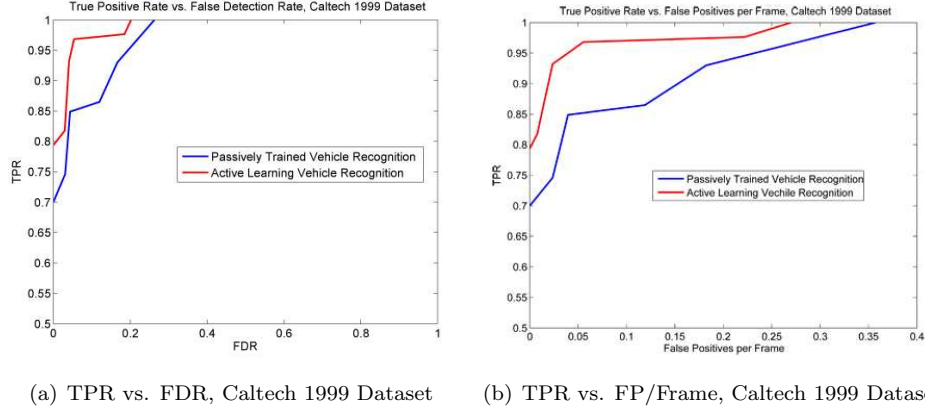 True Positive Rate vs. False Detection Rate, Caltech 1999 Dataset
1
0.95
0.9
0.85
0.8
0.75
0.7
0.65
0.6
0.55
0.5
TPR
Passively Trained Vehicle Recognition
Active Learning Vehicle Recognition
0 0.2 0.4 0.6 0.8 1
FDR
(a) TPR vs. FDR, Caltech 1999 Dataset
True Positive Rate vs. False Positives per Frame, Caltech 1999 Dataset
1
0.95
0.9
0.85
0.8
0.75
0.7
0.65
0.6
0.55
0.5
TPR
Passively Trained Vehicle Recognition
Active Learning Vechile Recognition
0 0.05 0.1 0.15 0.2 0.25 0.3 0.35 0.4
False Positives per Frame
(b) TPR vs. FP/Frame, Caltech 1999 Datas